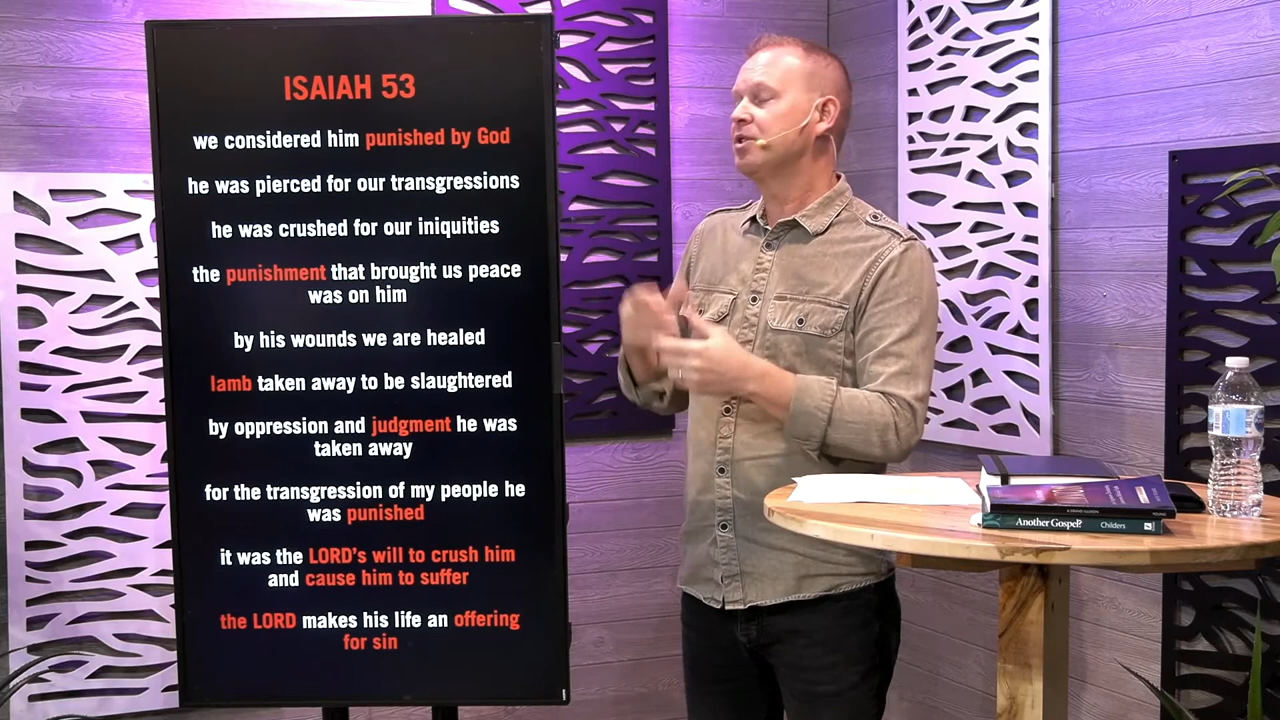 ISAIAH 53
we considered him punished by God
he was pierced for our transgressions
he was crushed for our iniquities
the punishment that brought us peace
was on him
by his wounds we are healed
lamb taken away to be slaughtered
by oppression and judgment he was
taken away
for the transgression of my people he
was punished
it was the LORD's will to crush him
and cause him to suffer
the LORD makes his life an offering
for sin
Another Gospel? Childers